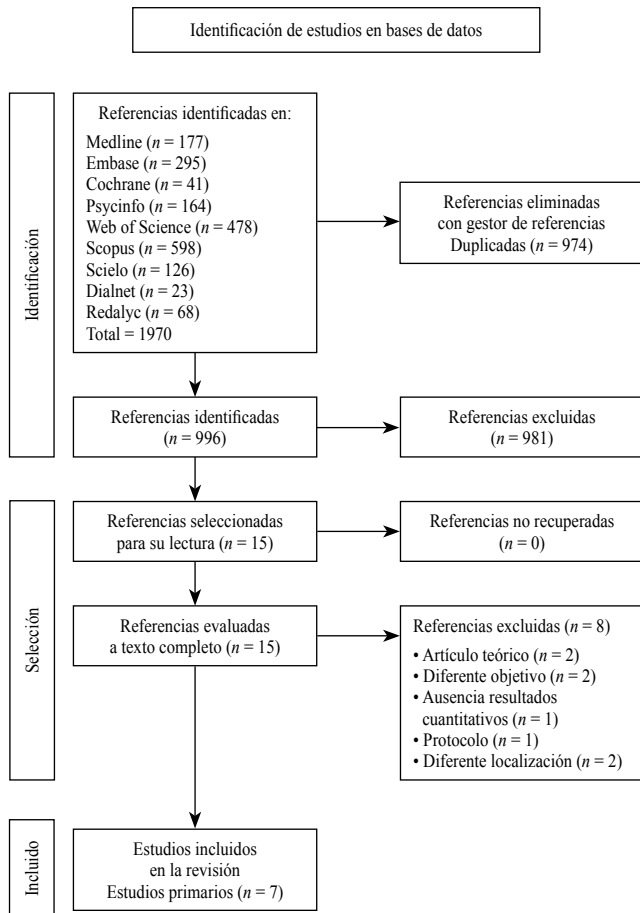 Identificación de estudios en bases de datos
Identificación
Referencias identificadas en:
Medline (n = 177)
Embase (n = 295)
Cochrane (n = 41)
Psycinfo (n = 164)
Web of Science (n = 478)
Scopus (n = 598)
Scielo (n = 126)
Dialnet (n = 23)
Redalyc (n = 68)
Total = 1970
Referencias eliminadas
con gestor de referencias
Duplicadas (n = 974)
Referencias identificadas
(n = 996)
Referencias excluidas
(n = 981)
Selección
Referencias seleccionadas
para su lectura (n = 15)
Referencias no recuperadas
(n = 0)
Referencias evaluadas
a texto completo (n = 15)
Referencias excluidas (n = 8)
• Artículo teórico (n = 2)
• Diferente objetivo (n = 2)
• Ausencia resultados
cuantitativos (n = 1)
• Protocolo (n = 1)
• Diferente localización (n = 2)
Incluido
Estudios incluidos
en la revisión
Estudios primarios (n = 7)